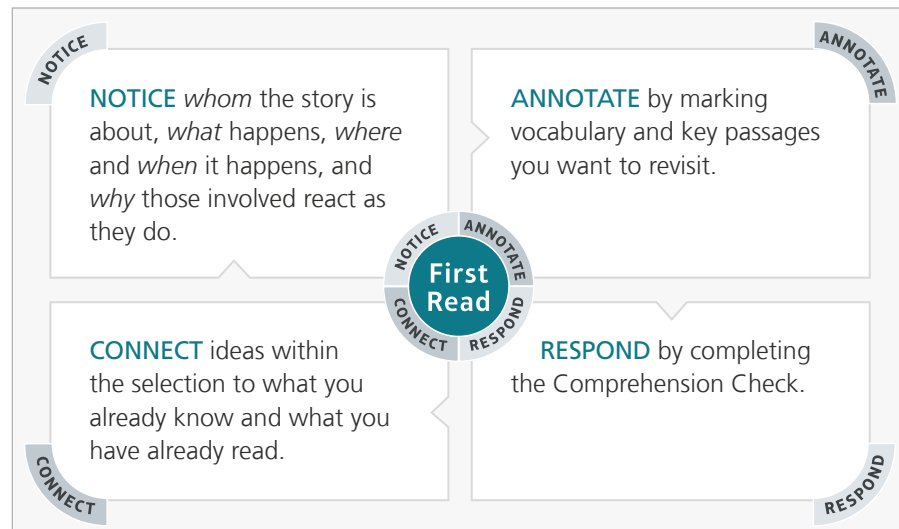 NOTICE
NOTICE whom the story is
about, what happens, where
and when it happens, and
why those involved react as
they do.
ANNOTATE
ANNOTATE by marking
vocabulary and key passages
you want to revisit.
NOTICE
ANNOTATE
First
Read
CONNECT
RESPOND
CONNECT ideas within
the selection to what you
already know and what you
have already read.
CONNECT
RESPOND by completing
the Comprehension Check.
RESPOND